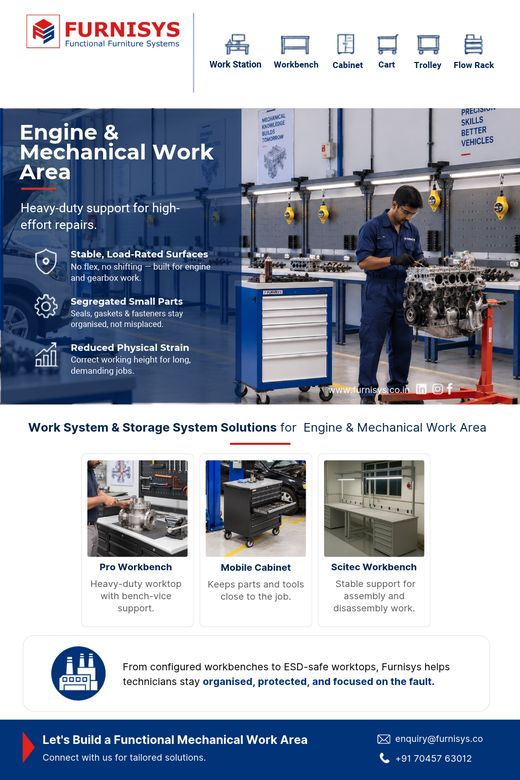 FURNISYS
Functional Furniture Systems
Work Station
Workbench
Cabinet
Cart
Trolley
Flow Rack
Engine &
Mechanical Work
Area
Heavy-duty support for high-
effort repairs.
Stable, Load-Rated Surfaces
No flex, no shifting — built for engine
and gearbox work.
Segregated Small Parts
Seals, gaskets & fasteners stay
organised, not misplaced.
Reduced Physical Strain
Correct working height for long,
demanding jobs.
MECHANICAL
KNOWLEDGE
BUILDS
TOMORROW
PRECISION
SKILLS
BETTER
VEHICLES
FURNISYS
www.furnisys.co.in
Work System & Storage System Solutions for Engine & Mechanical Work Area
Pro Workbench
Heavy-duty worktop
with bench-vice
support.
Mobile Cabinet
Keeps parts and tools
close to the job.
Scitec Workbench
Stable support for
assembly and
disassembly work.
From configured workbenches to ESD-safe worktops, Furnisys helps
technicians stay organised, protected, and focused on the fault.
Let's Build a Functional Mechanical Work Area
Connect with us for tailored solutions.
enquiry@furnisys.co
+91 70457 63012